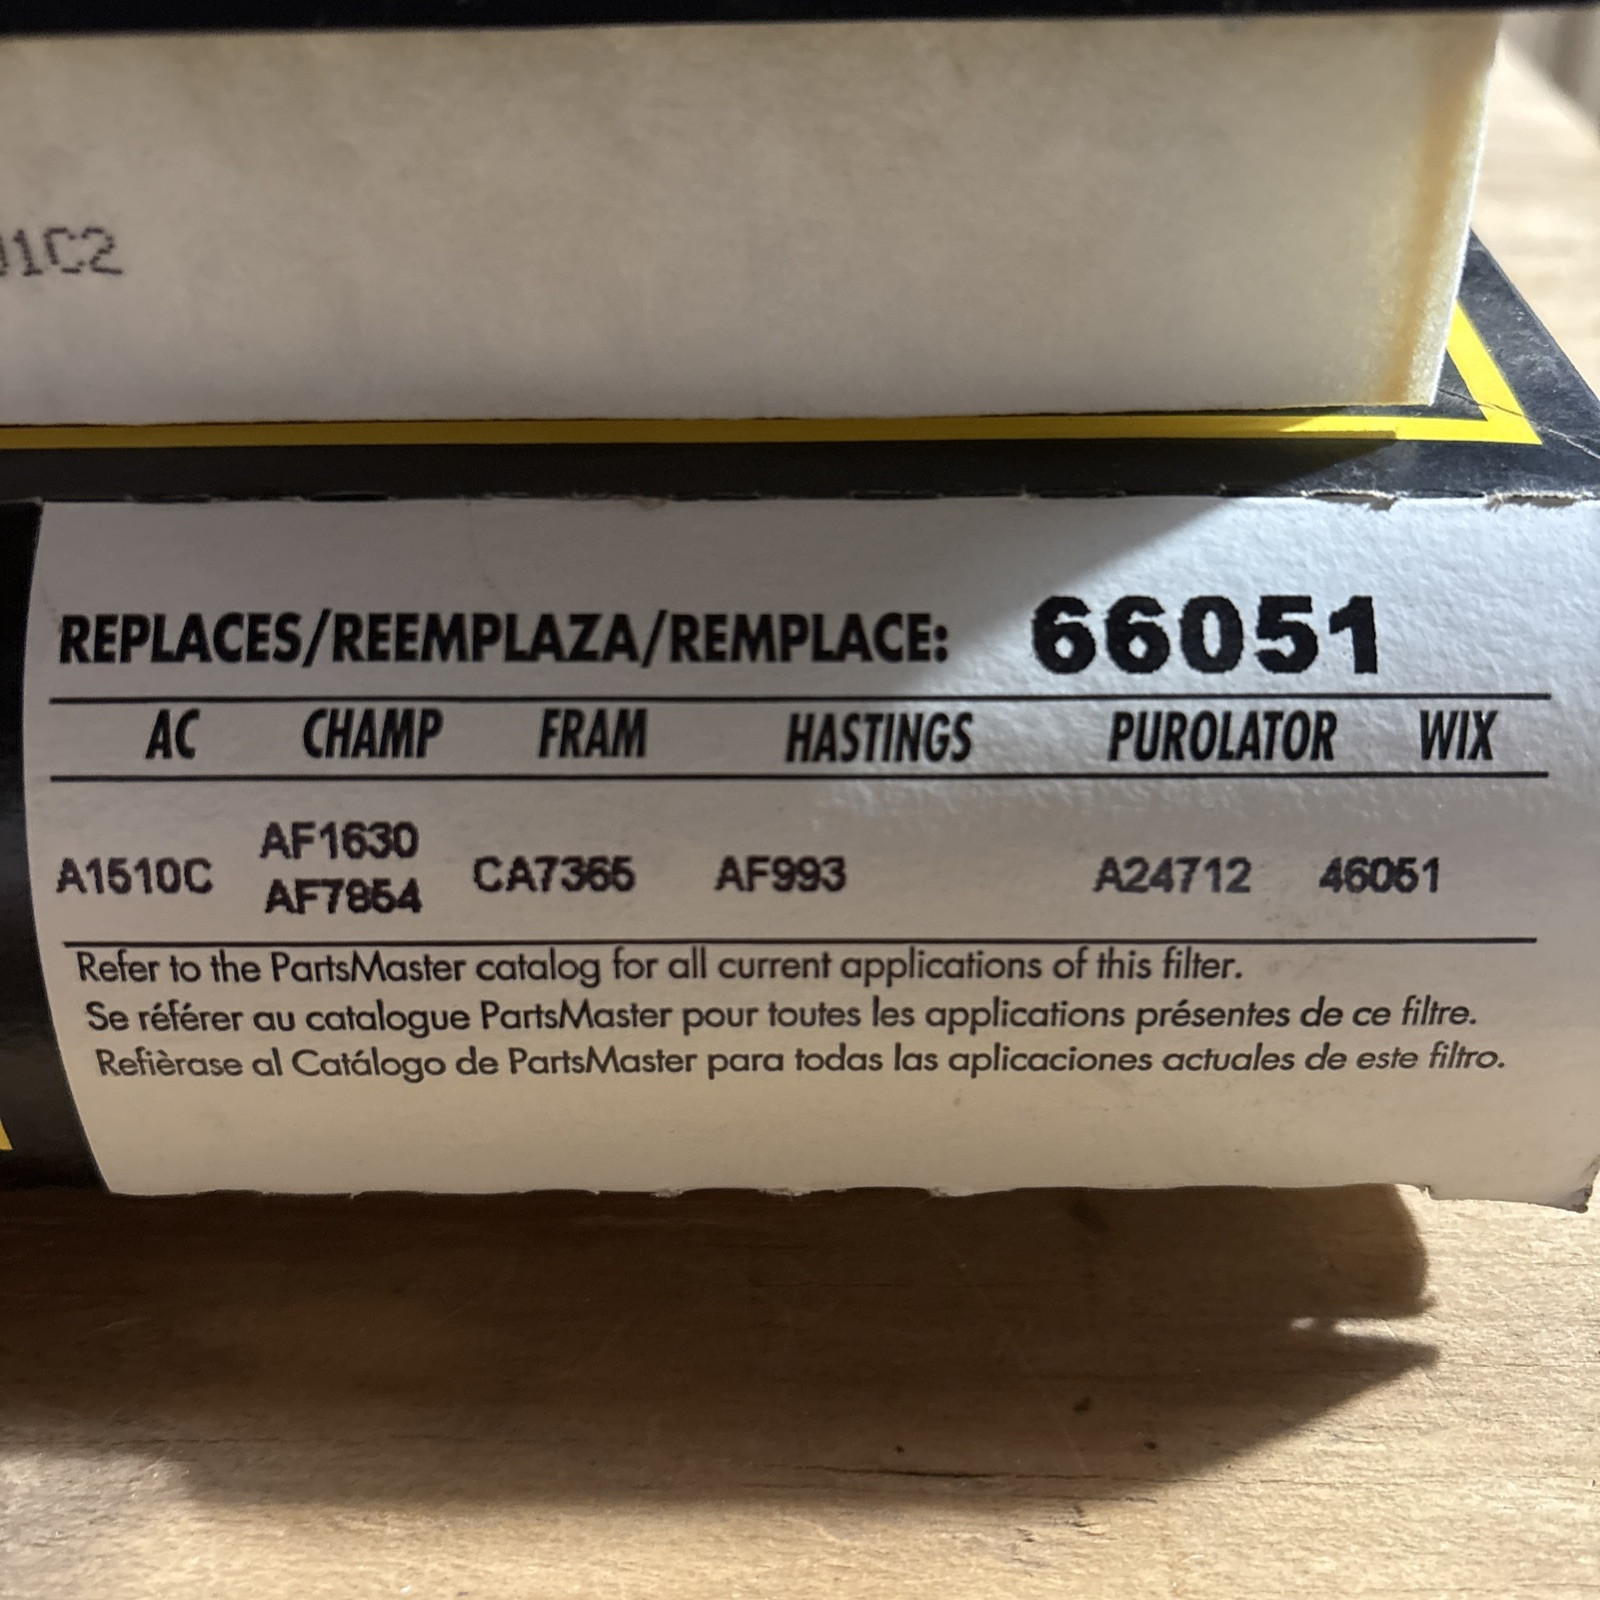 01C2
REPLACES/REEMPLAZA/REMPLACE: 66051
AC CHAMP FRAM HASTINGS PUROLATOR WIX
A1510C AF1630 AF7854 CA7365 AF993 A24712 46051
Refer to the PartsMaster catalog for all current applications of this filter.
Se référer au catalogue PartsMaster pour toutes les applications présentes de ce filtre.
Refièrase al Catálogo de PartsMaster para todas las aplicaciones actuales de este filtro.